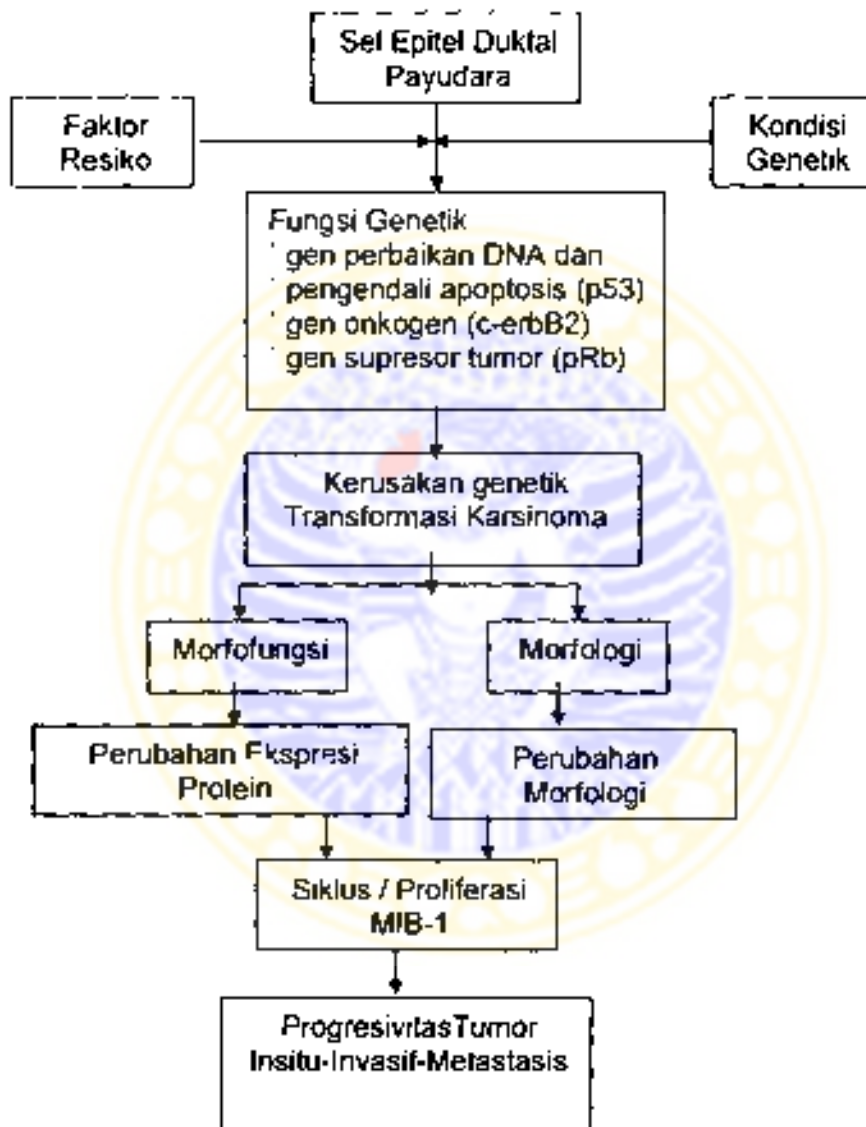 Sel Epitel Duktal
Payudara
Faktor
Resiko
Kondisi
Genetik
Fungsi Genetik
* gen perbaikan DNA dan
* pengendali apoptosis (p53)
* gen onkogen (c-erbB2)
* gen supresor tumor (pRb)
Kerusakan genetik
Transformasi Karsinoma
Morfofungsi
Morfologi
Perubahan Ekspresi
Protein
Perubahan
Morfologi
Siklus / Proliferasi
MIB-1
ProgresivitasTumor
Insitu-Invasif-Metastasis